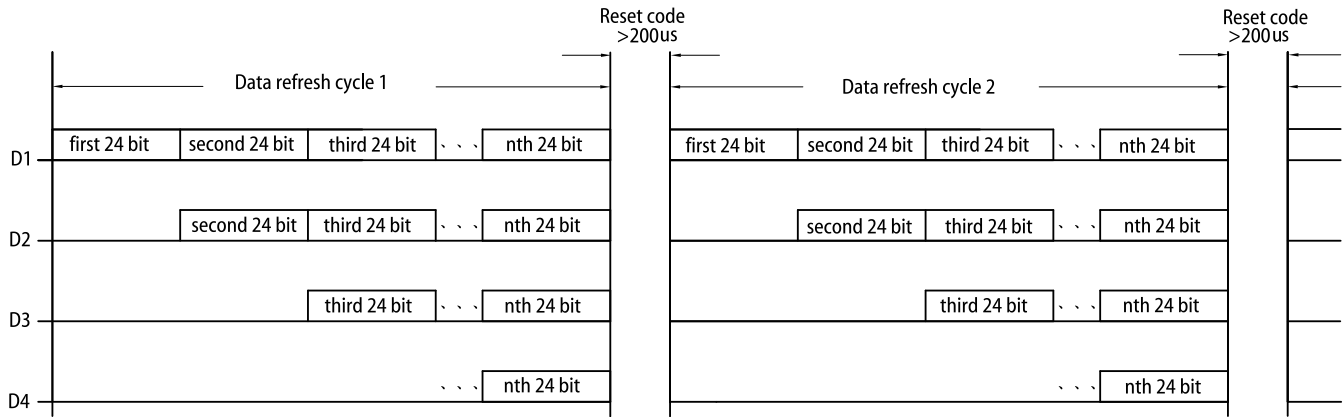 Reset code
>200us
Reset code
>200us
Data refresh cycle 1
Data refresh cycle 2
D1 first 24 bit second 24 bit third 24 bit 、、、 nth 24 bit first 24 bit second 24 bit third 24 bit 、、、 nth 24 bit
D2 second 24 bit third 24 bit 、、、 nth 24 bit second 24 bit third 24 bit 、、、 nth 24 bit
D3 third 24 bit 、、、 nth 24 bit third 24 bit 、、、 nth 24 bit
D4 、、、 nth 24 bit 、、、 nth 24 bit